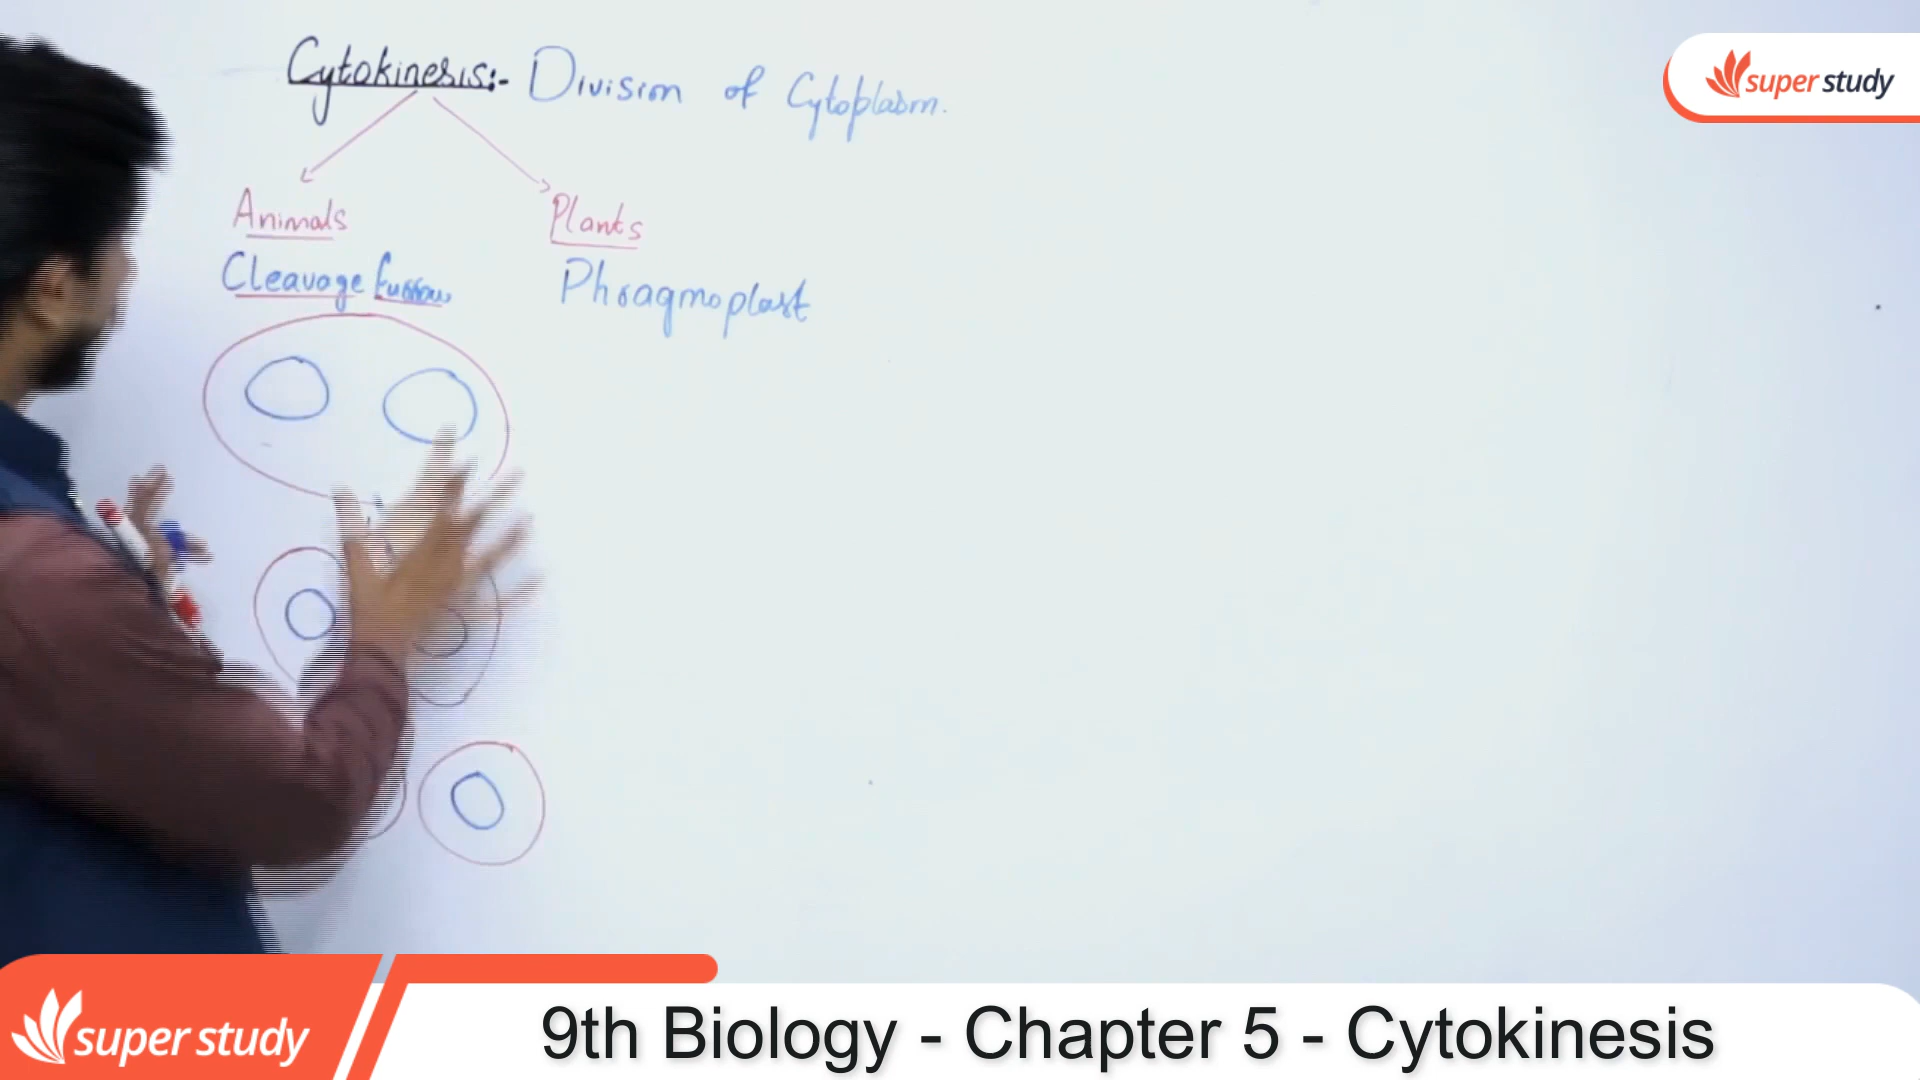 Cytokinesis:- Division of Cytoplasm.
super study
Animals
Plants
Cleavage furrow
Phragmoplast
super study
9th Biology - Chapter 5 - Cytokinesis